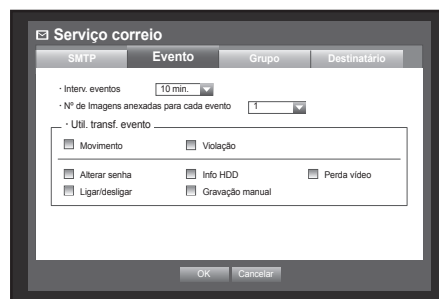 Serviço correio
SMTP Evento Grupo Destinatário
· Interv. eventos 10 min.
· Nº de Imagens anexadas para cada evento 1
· Util. transf. evento
Movimento Violação
Alterar senha Info HDD Perda vídeo
Ligar/desligar Gravação manual
OK Cancelar